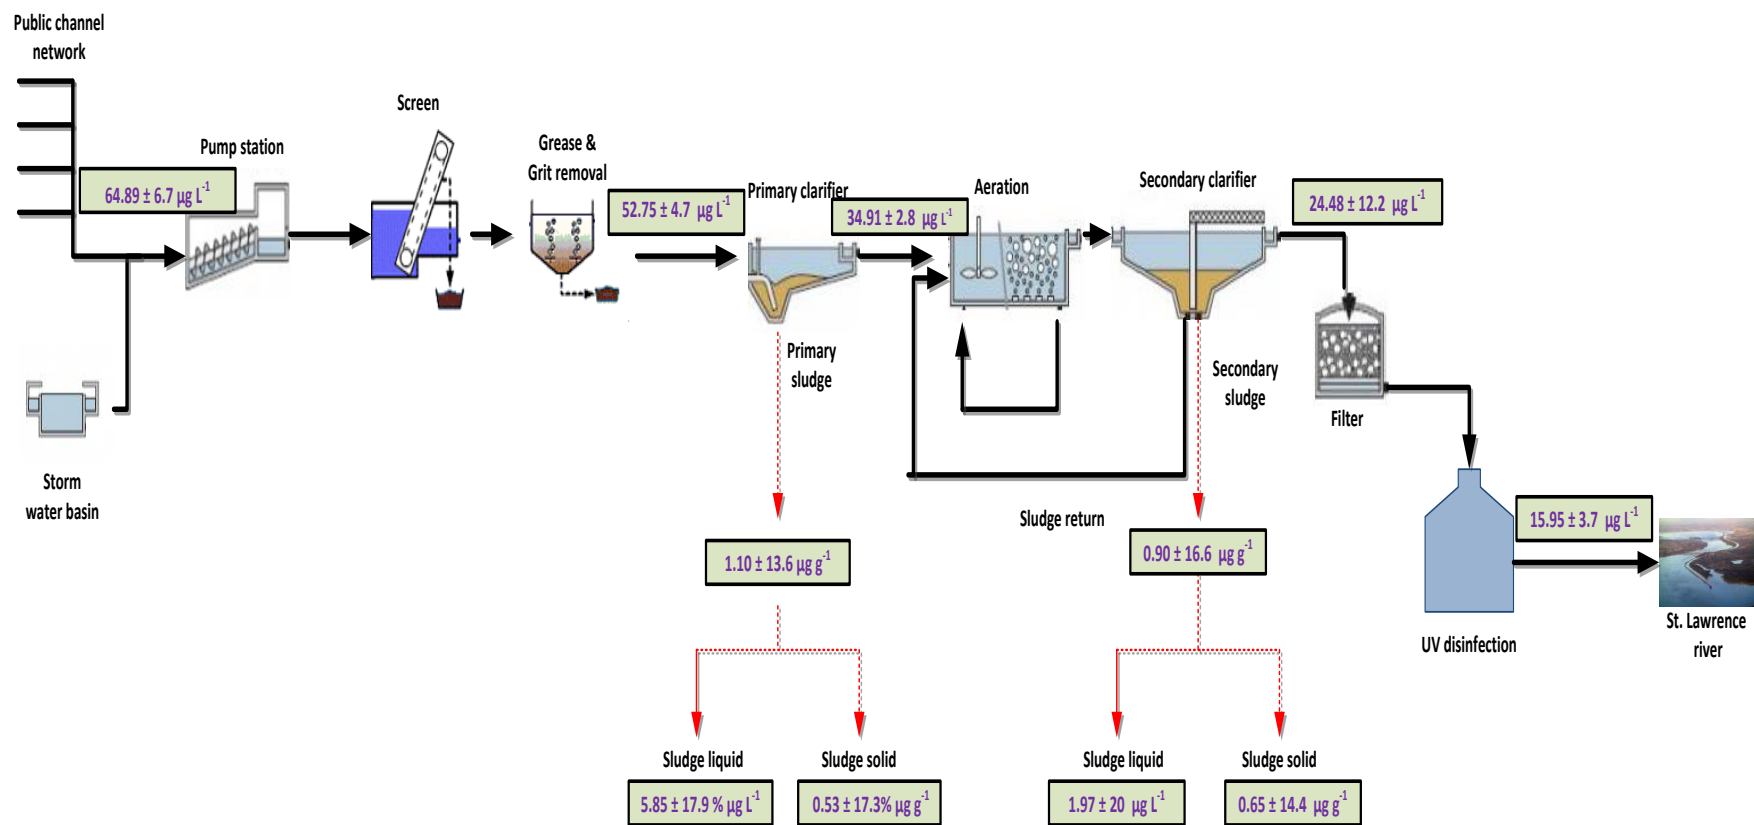 Public channel
network
Screen
Pump station
Grease &
Grit removal
64.89 ± 6.7 µg L⁻¹
52.75 ± 4.7 µg L⁻¹
Primary clarifier
34.91 ± 2.8 µg L⁻¹
Aeration
Secondary clarifier
24.48 ± 12.2 µg L⁻¹
Primary
sludge
Secondary
sludge
Filter
Storm
water basin
Sludge return
15.95 ± 3.7 µg L⁻¹
1.10 ± 13.6 µg g⁻¹
0.90 ± 16.6 µg g⁻¹
UV disinfection
St. Lawrence
river
Sludge liquid
Sludge solid
Sludge liquid
Sludge solid
5.85 ± 17.9 % µg L⁻¹
0.53 ± 17.3% µg g⁻¹
1.97 ± 20 µg L⁻¹
0.65 ± 14.4 µg g⁻¹